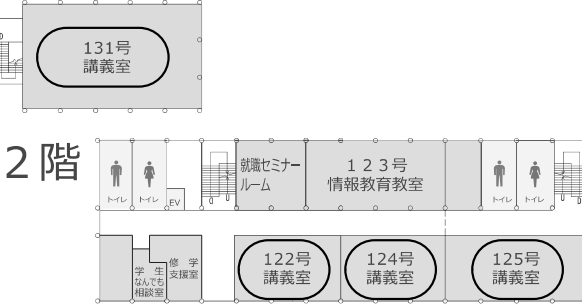 131号
講義室
2階
トイレ
トイレ
EV
就職セミナー
ルーム
123号
情報教育教室
トイレ
トイレ
学生
なんでも
相談室
修学
支援室
122号
講義室
124号
講義室
125号
講義室